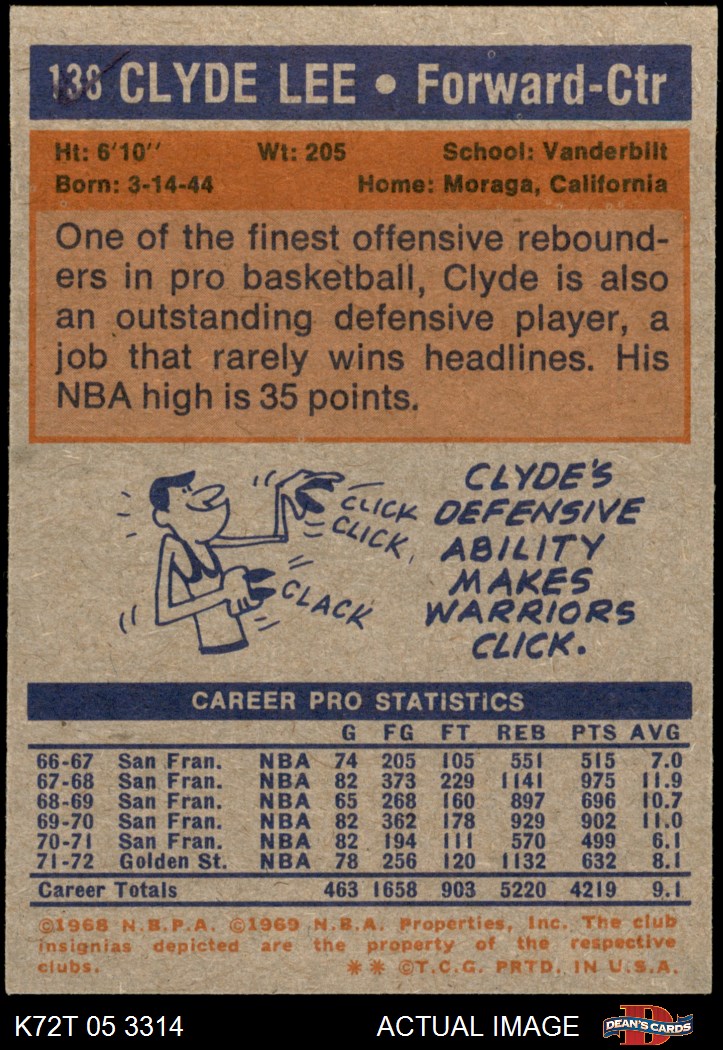 138 CLYDE LEE • Forward-Ctr
Ht: 6'10" Wt: 205 School: Vanderbilt
Born: 3-14-44 Home: Moraga, California
One of the finest offensive rebound-
ers in pro basketball, Clyde is also
an outstanding defensive player, a
job that rarely wins headlines. His
NBA high is 35 points.
CLICK
CLICK,
CLACK
CLYDE'S
DEFENSIVE
ABILITY
MAKES
WARRIORS
CLICK.
CAREER PRO STATISTICS
G FG FT REB PTS AVG
66-67 San Fran. NBA 74 205 105 551 515 7.0
67-68 San Fran. NBA 82 373 229 1141 975 11.9
68-69 San Fran. NBA 65 268 160 897 696 10.7
69-70 San Fran. NBA 82 362 178 929 902 11.0
70-71 San Fran. NBA 82 194 111 570 499 6.1
71-72 Golden St. NBA 78 256 120 1132 632 8.1
Career Totals 463 1658 903 5220 4219 9.1
©1968 N.B.P.A. ©1969 N.B.A. Properties, Inc. The club
insignias depicted are the property of the respective
clubs. ** ©T.C.G. PRTD. IN U.S.A.
K72T 05 3314 ACTUAL IMAGE D DEAN'S CARDS